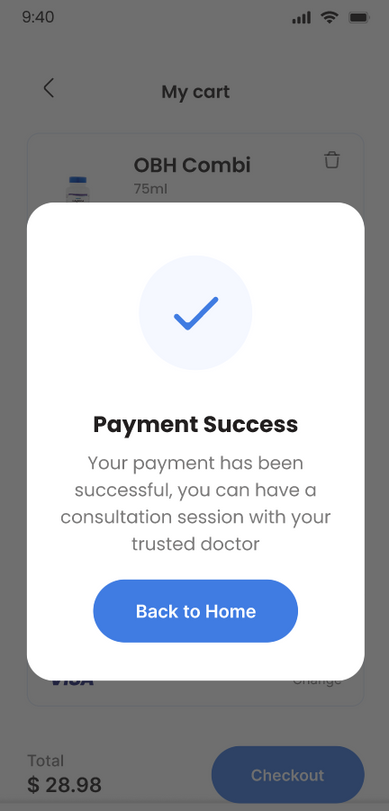 9:40
My cart
OBH Combi
75ml
Payment Success
Your payment has been
successful, you can have a
consultation session with your
trusted doctor
Back to Home
VISA
Change
Total
$ 28.98
Checkout